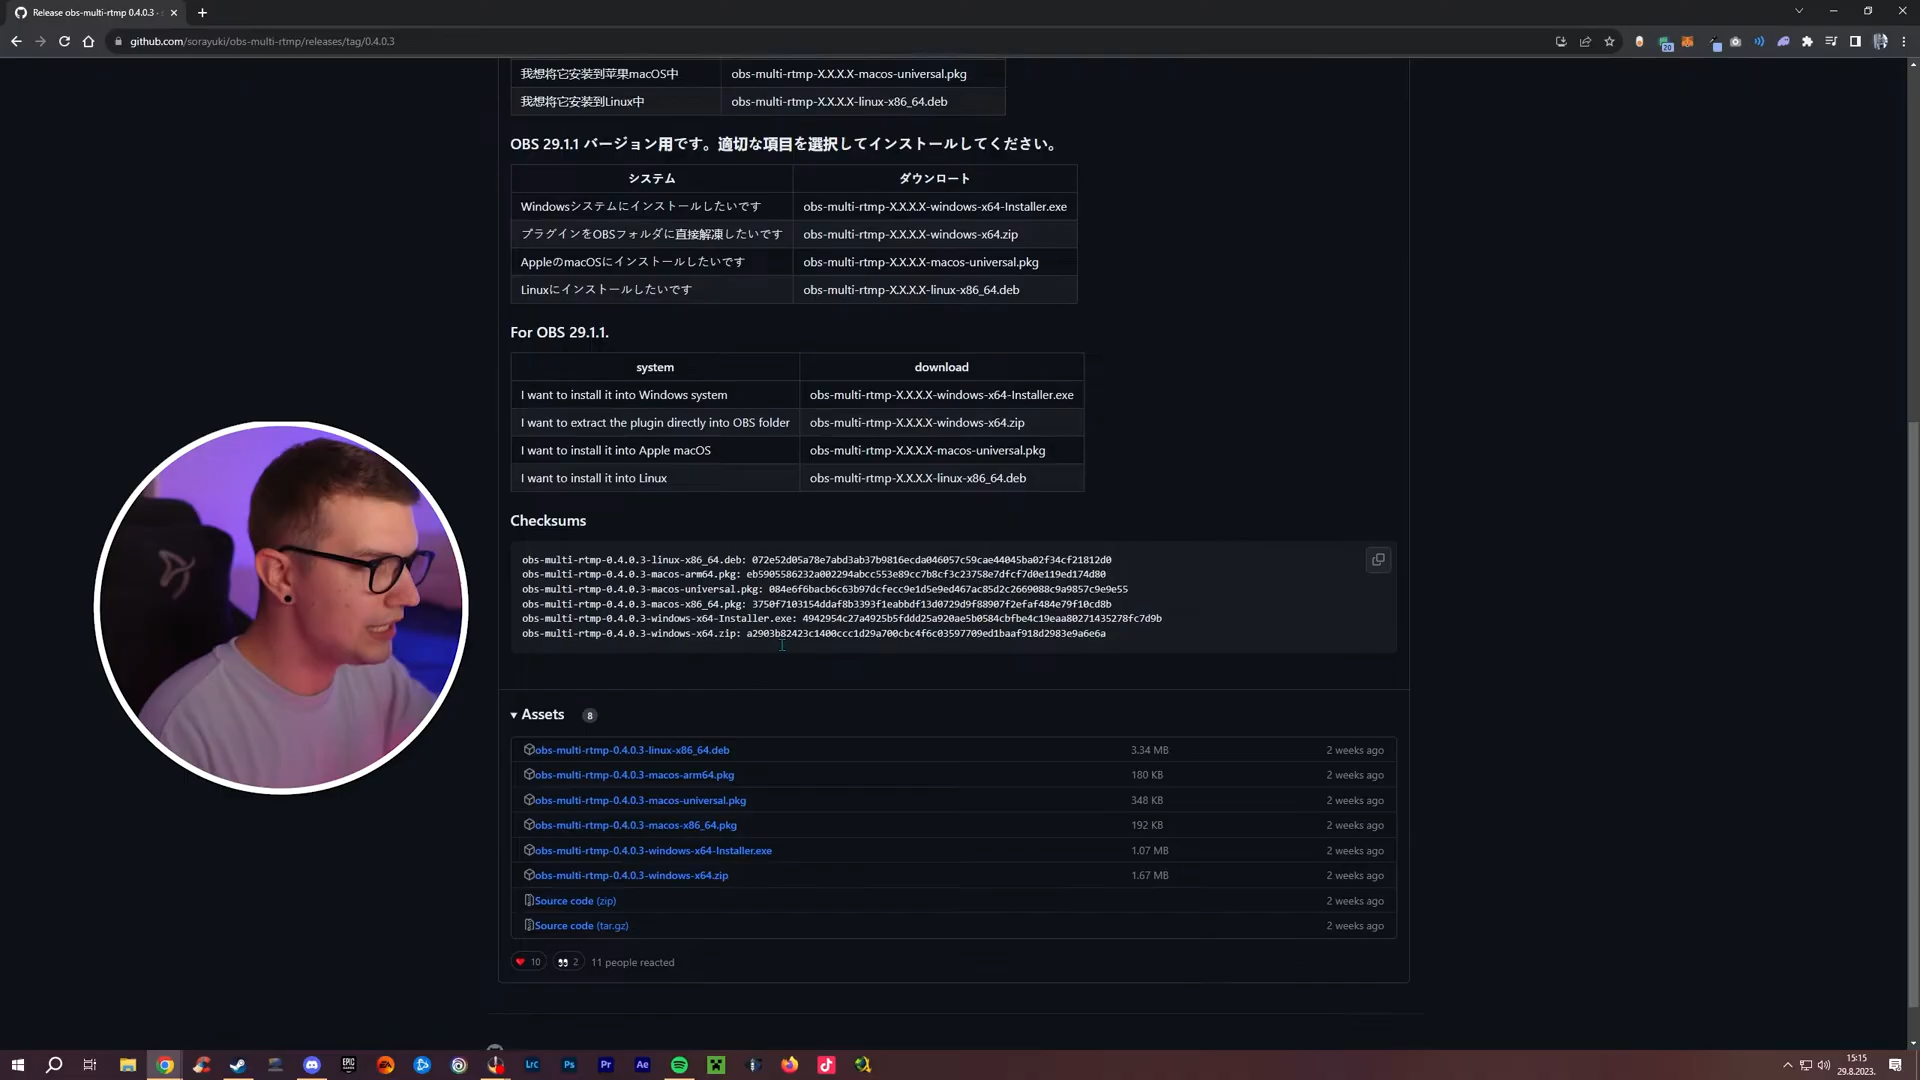 Release obs-multi-rtmp 0.4.0.3 ·
github.com/sorayuki/obs-multi-rtmp/releases/tag/0.4.0.3
20
我想将它安装到苹果macOS中 obs-multi-rtmp-X.X.X.X-macos-universal.pkg
我想将它安装到Linux中 obs-multi-rtmp-X.X.X.X-linux-x86_64.deb
OBS 29.1.1 バージョン用です。適切な項目を選択してインストールしてください。
システム ダウンロート
Windowsシステムにインストールしたいです obs-multi-rtmp-X.X.X.X-windows-x64-Installer.exe
プラグインをOBSフォルダに直接解凍したいです obs-multi-rtmp-X.X.X.X-windows-x64.zip
AppleのmacOSにインストールしたいです obs-multi-rtmp-X.X.X.X-macos-universal.pkg
Linuxにインストールしたいです obs-multi-rtmp-X.X.X.X-linux-x86_64.deb
For OBS 29.1.1.
system download
I want to install it into Windows system obs-multi-rtmp-X.X.X.X-windows-x64-Installer.exe
I want to extract the plugin directly into OBS folder obs-multi-rtmp-X.X.X.X-windows-x64.zip
I want to install it into Apple macOS obs-multi-rtmp-X.X.X.X-macos-universal.pkg
I want to install it into Linux obs-multi-rtmp-X.X.X.X-linux-x86_64.deb
Checksums
obs-multi-rtmp-0.4.0.3-linux-x86_64.deb: 072e52d05a78e7abd3ab37b9816ecda046057c59cae44045ba02f34cf21812d0
obs-multi-rtmp-0.4.0.3-macos-arm64.pkg: eb5905586232a002294abcc553e89cc7b8cf3c23758e7dfcf7d0e119ed174d80
obs-multi-rtmp-0.4.0.3-macos-universal.pkg: 084e6f6bacb6c63b97dcfecc9e1d5e9ed467ac85d2c2669088c9a9857c9e9e55
obs-multi-rtmp-0.4.0.3-macos-x86_64.pkg: 3750f7103154ddaf8b3393f1eabbdf13d0729d9f88907f2efaf484e79f10cd8b
obs-multi-rtmp-0.4.0.3-windows-x64-Installer.exe: 4942954c27a4925b5fddd25a920ae5b0584cbfbe4c19eaa80271435278fc7d9b
obs-multi-rtmp-0.4.0.3-windows-x64.zip: a2903b82423c1400ccc1d29a700cbc4f6c03597709ed1baaf918d2983e9a6e6a
Assets 8
obs-multi-rtmp-0.4.0.3-linux-x86_64.deb 3.34 MB 2 weeks ago
obs-multi-rtmp-0.4.0.3-macos-arm64.pkg 180 KB 2 weeks ago
obs-multi-rtmp-0.4.0.3-macos-universal.pkg 348 KB 2 weeks ago
obs-multi-rtmp-0.4.0.3-macos-x86_64.pkg 192 KB 2 weeks ago
obs-multi-rtmp-0.4.0.3-windows-x64-Installer.exe 1.07 MB 2 weeks ago
obs-multi-rtmp-0.4.0.3-windows-x64.zip 1.67 MB 2 weeks ago
Source code (zip) 2 weeks ago
Source code (tar.gz) 2 weeks ago
10 2 11 people reacted
EPIC GAMES EA Lrc Ps Pr Ae
15:15
29.8.2023.